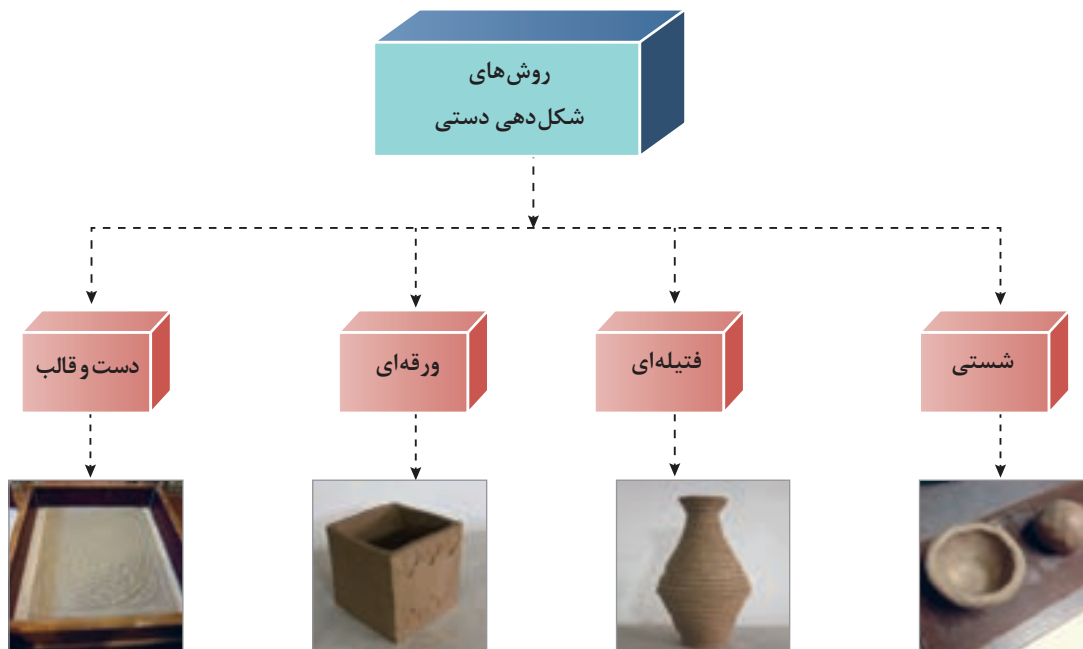 روش‌های
شکل‌دهی دستی
شستی
فتیله‌ای
ورقه‌ای
دست و قالب